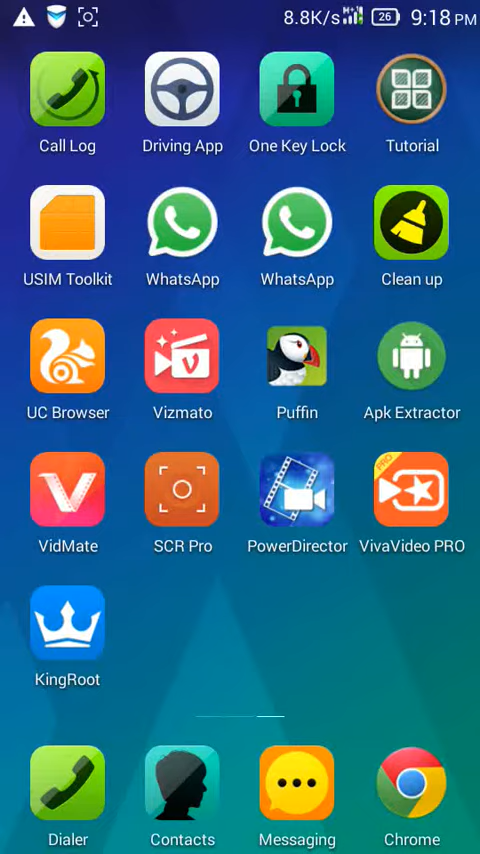 8.8K/s 26 9:18 PM
Call Log Driving App One Key Lock Tutorial
USIM Toolkit WhatsApp WhatsApp Clean up
UC Browser Vizmato Puffin Apk Extractor
PRO
VidMate SCR Pro PowerDirector VivaVideo PRO
KingRoot
Dialer Contacts Messaging Chrome